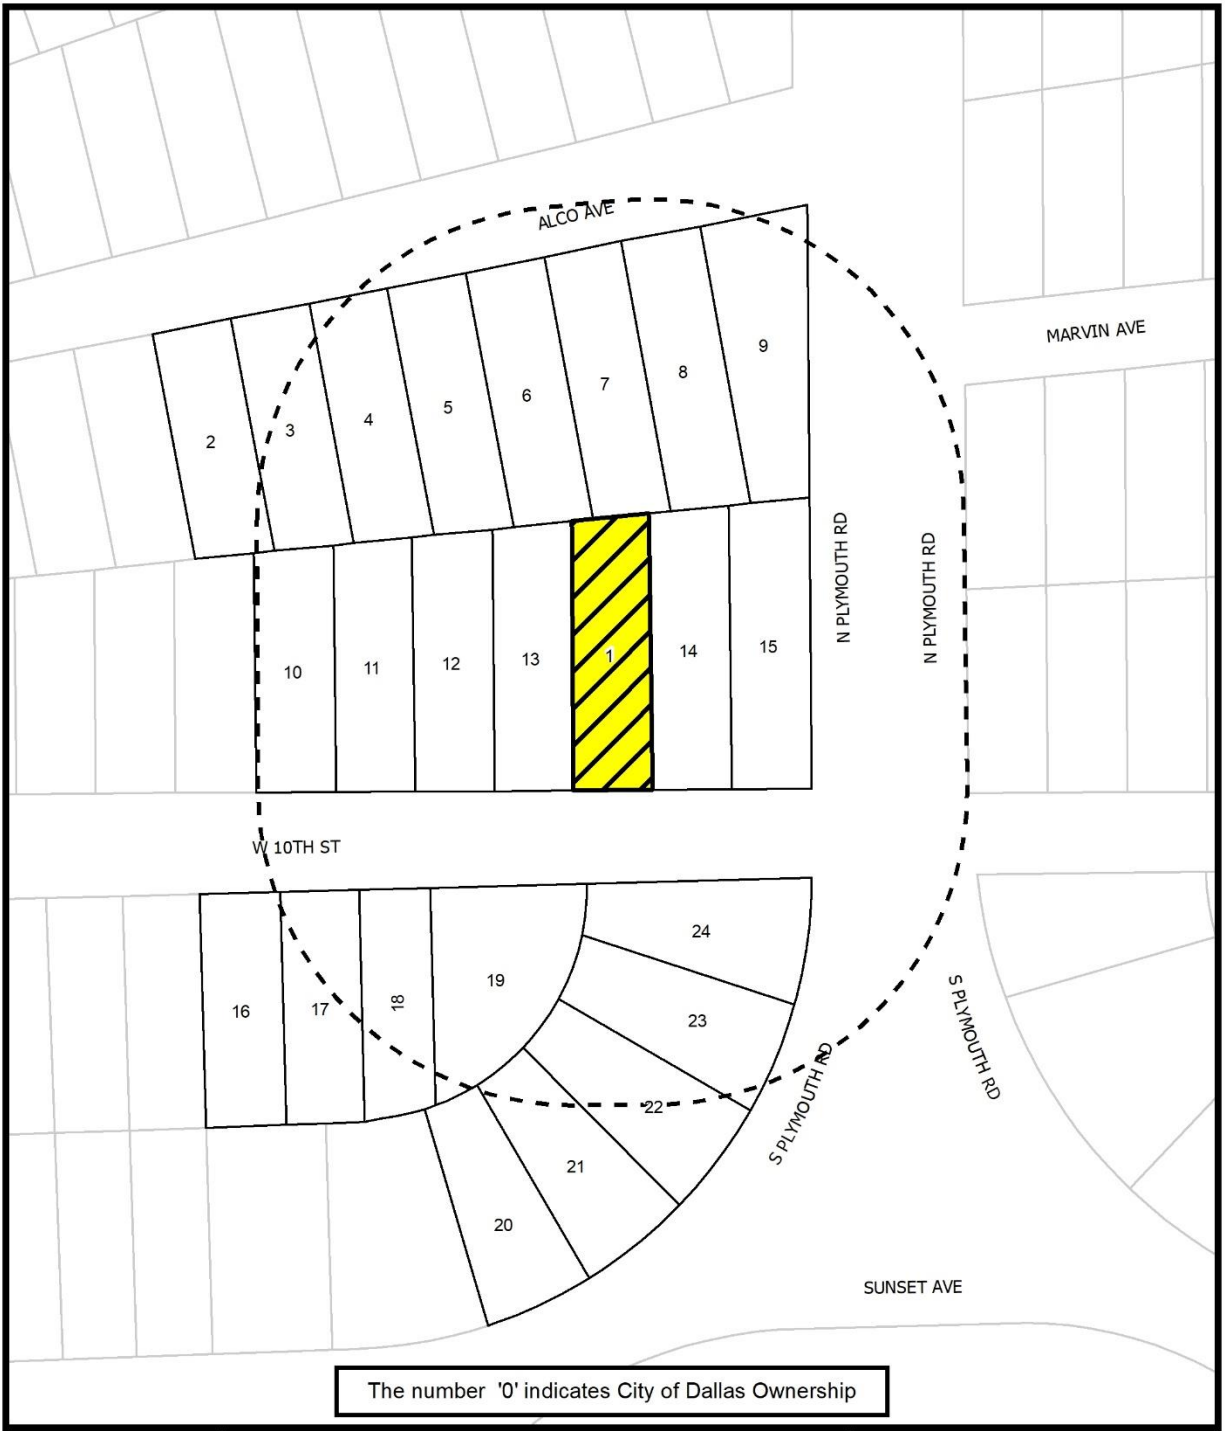 ALCO AVE
MARVIN AVE
9
8
7
6
5
4
3
2
N PLYMOUTH RD
N PLYMOUTH RD
10
11
12
13
1
14
15
W 10TH ST
24
19
16
17
18
23
S PLYMOUTH RD
S PLYMOUTH RD
22
21
20
SUNSET AVE
The number '0' indicates City of Dallas Ownership